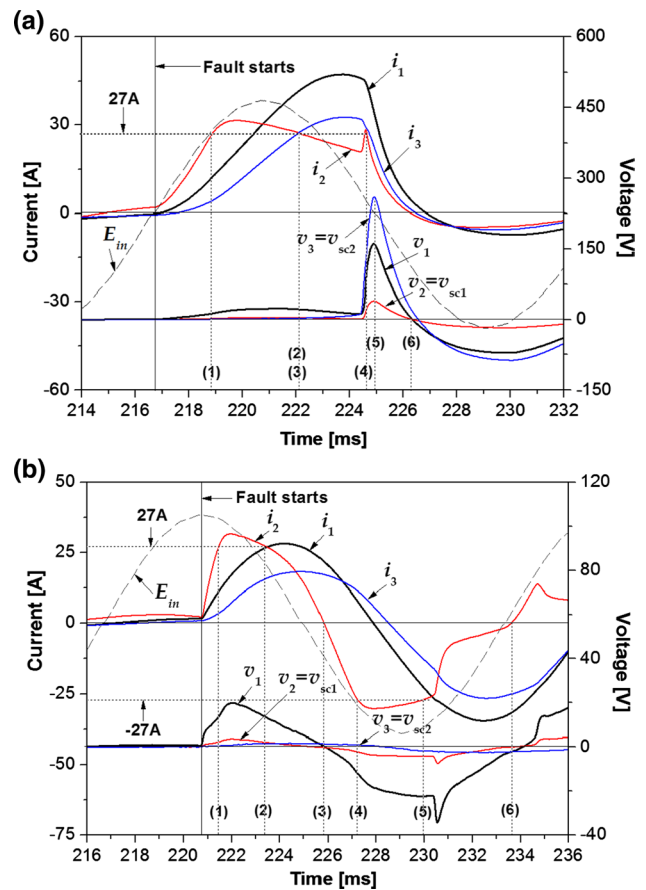 (a)
Fault starts
27A
i1
i3
i2
Ein
v3=vsc2
v1
v2=vsc1
(1)
(2)
(3)
(4)
(5)
(6)
60
30
0
-30
-60
Current [A]
600
450
300
150
0
-150
Voltage [V]
214 216 218 220 222 224 226 228 230 232
Time [ms]
(b)
Fault starts
27A
i2
i1
i3
Ein
v1
v2=vsc1
v3=vsc2
-27A
(1)
(2)
(3)
(4)
(5)
(6)
50
25
0
-25
-50
-75
Current [A]
120
80
40
20
0
-20
-40
Voltage [V]
216 218 220 222 224 226 228 230 232 234 236
Time [ms]